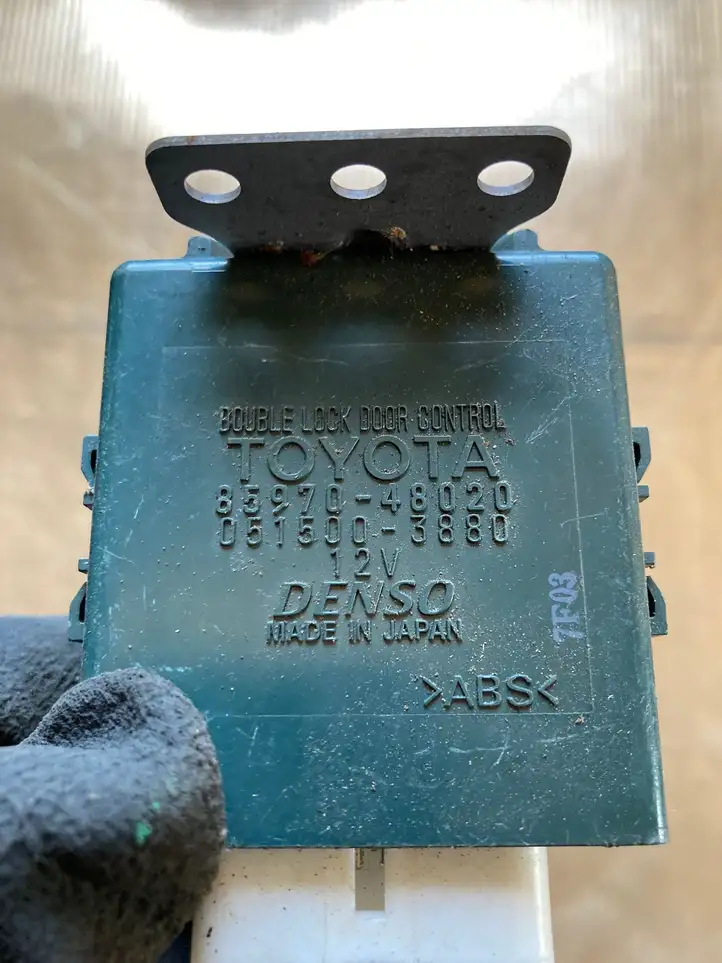 DOUBLE LOCK DOOR CONTROL
TOYOTA
85970-48020
051500-3880
12V
DENSO
MADE IN JAPAN
7F03
>ABS<